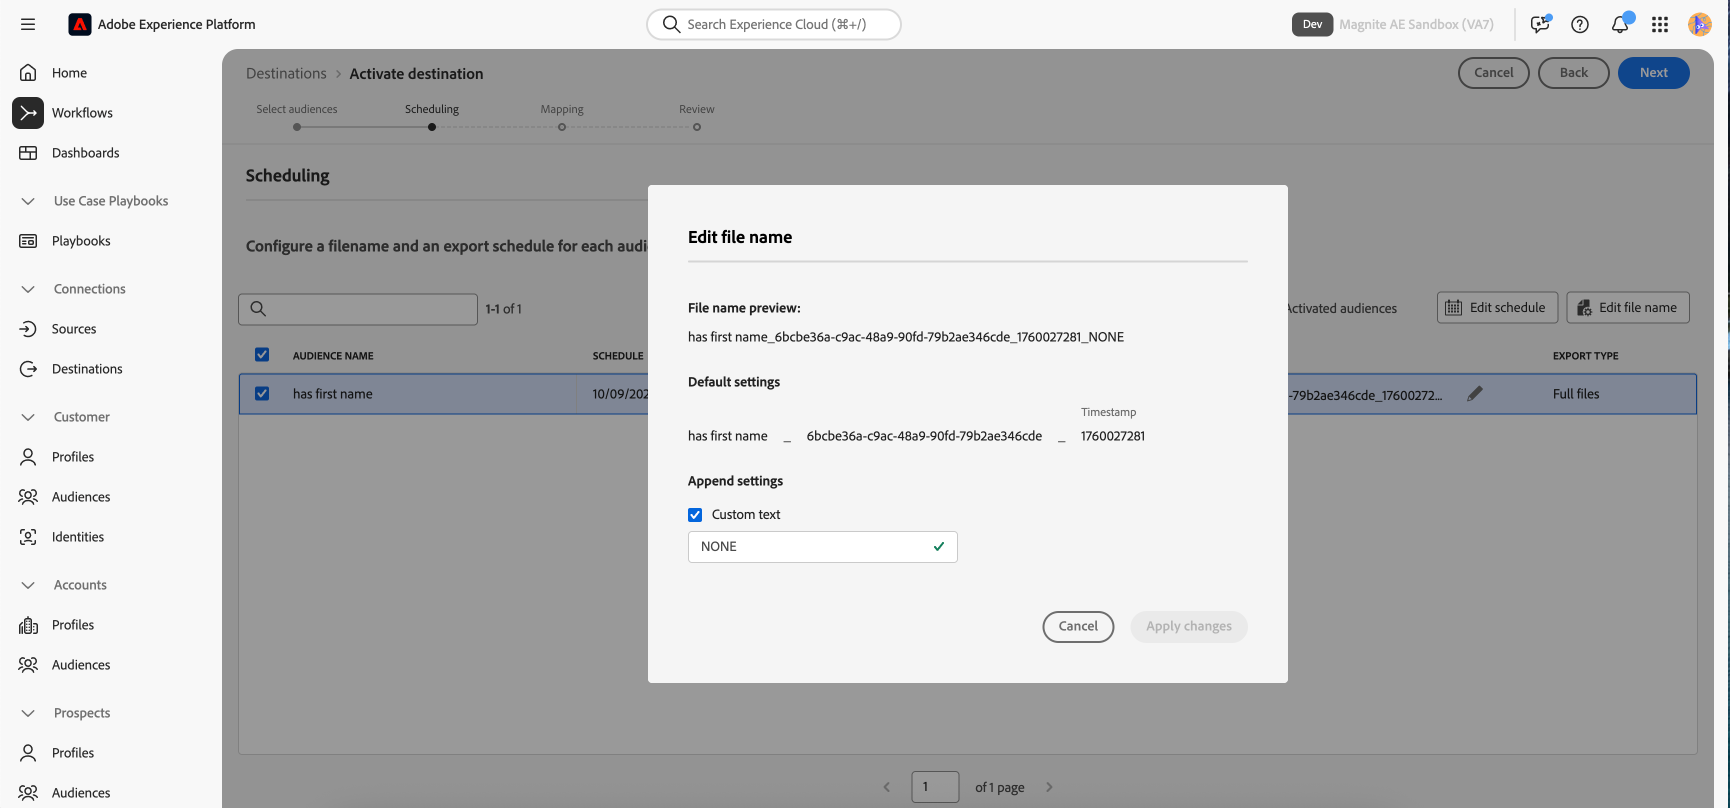 Adobe Experience Platform
Search Experience Cloud (⌘+/)
Dev
Magnite AE Sandbox (VA7)
Home
Workflows
Dashboards
Use Case Playbooks
Playbooks
Connections
Sources
Destinations
Customer
Profiles
Audiences
Identities
Accounts
Profiles
Audiences
Prospects
Profiles
Audiences
Destinations > Activate destination
Cancel
Back
Next
Select audiences
Scheduling
Mapping
Review
Scheduling
Configure a filename and an export schedule for each audi
1-1 of 1
Activated audiences
Edit schedule
Edit file name
AUDIENCE NAME
SCHEDULE
EXPORT TYPE
has first name
10/09/202
-79b2ae346cde_17600272...
Full files
1
of 1 page
Edit file name
File name preview:
has first name_6bcbe36a-c9ac-48a9-90fd-79b2ae346cde_1760027281_NONE
Default settings
Timestamp
has first name _ 6bcbe36a-c9ac-48a9-90fd-79b2ae346cde _ 1760027281
Append settings
Custom text
NONE
Cancel
Apply changes